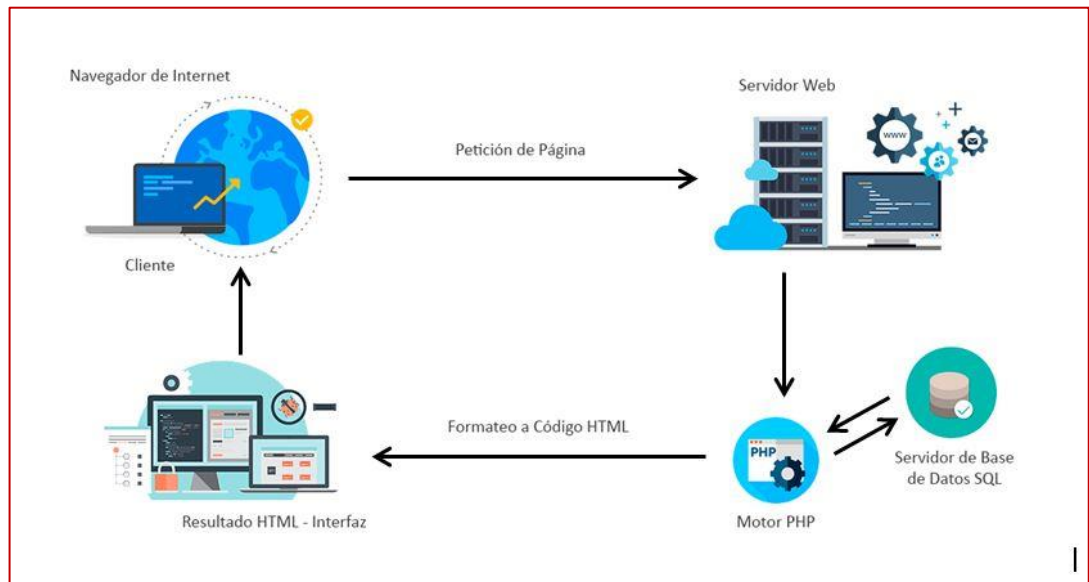 Navegador de Internet
Servidor Web
WWW
Petición de Página
Cliente
Formateo a Código HTML
PHP
Servidor de Base
de Datos SQL
Resultado HTML - Interfaz
Motor PHP